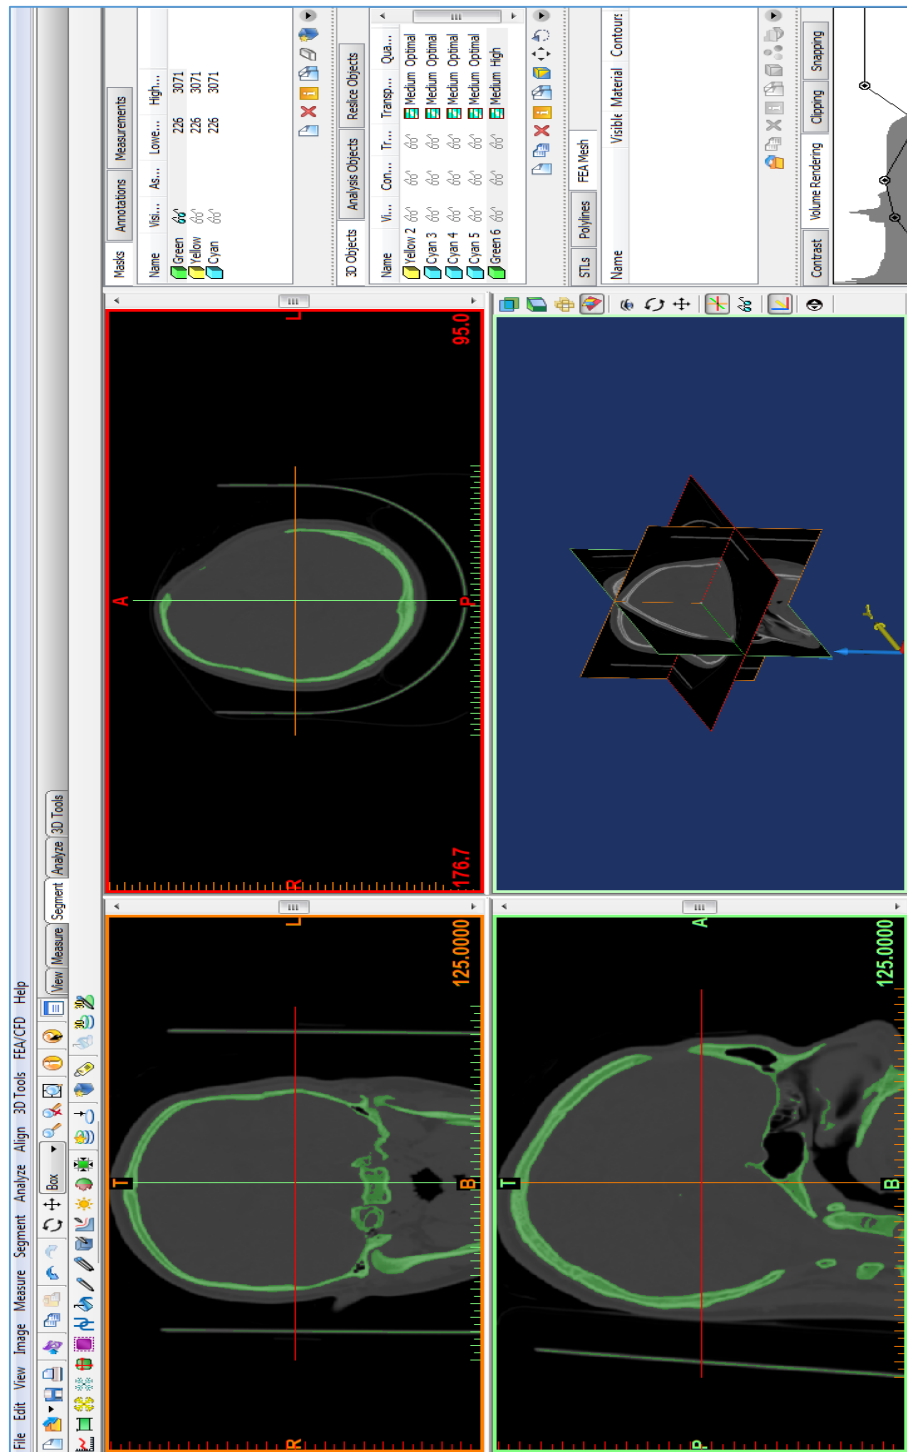 File Edit View Image Measure Segment Analyze Align 3D Tools FEA/CFD Help
Box
View Measure Segment Analyze 3D Tools
T
R
L
B
125.0000
A
R
L
P
176.7
95.0
T
P
A
B
125.0000
Y
Masks Annotations Measurements
Name Visi... As... Lowe... High...
Green 226 3071
Yellow 226 3071
Cyan 226 3071
3D Objects Analysis Objects Reslice Objects
Name Vi... Con... Tr... Transp... Qua...
Yellow 2 Medium Optimal
Cyan 3 Medium Optimal
Cyan 4 Medium Optimal
Cyan 5 Medium Optimal
Green 6 Medium High
STLs Polylines FEA Mesh
Name Visible Material Contour
Contrast Volume Rendering Clipping Snapping